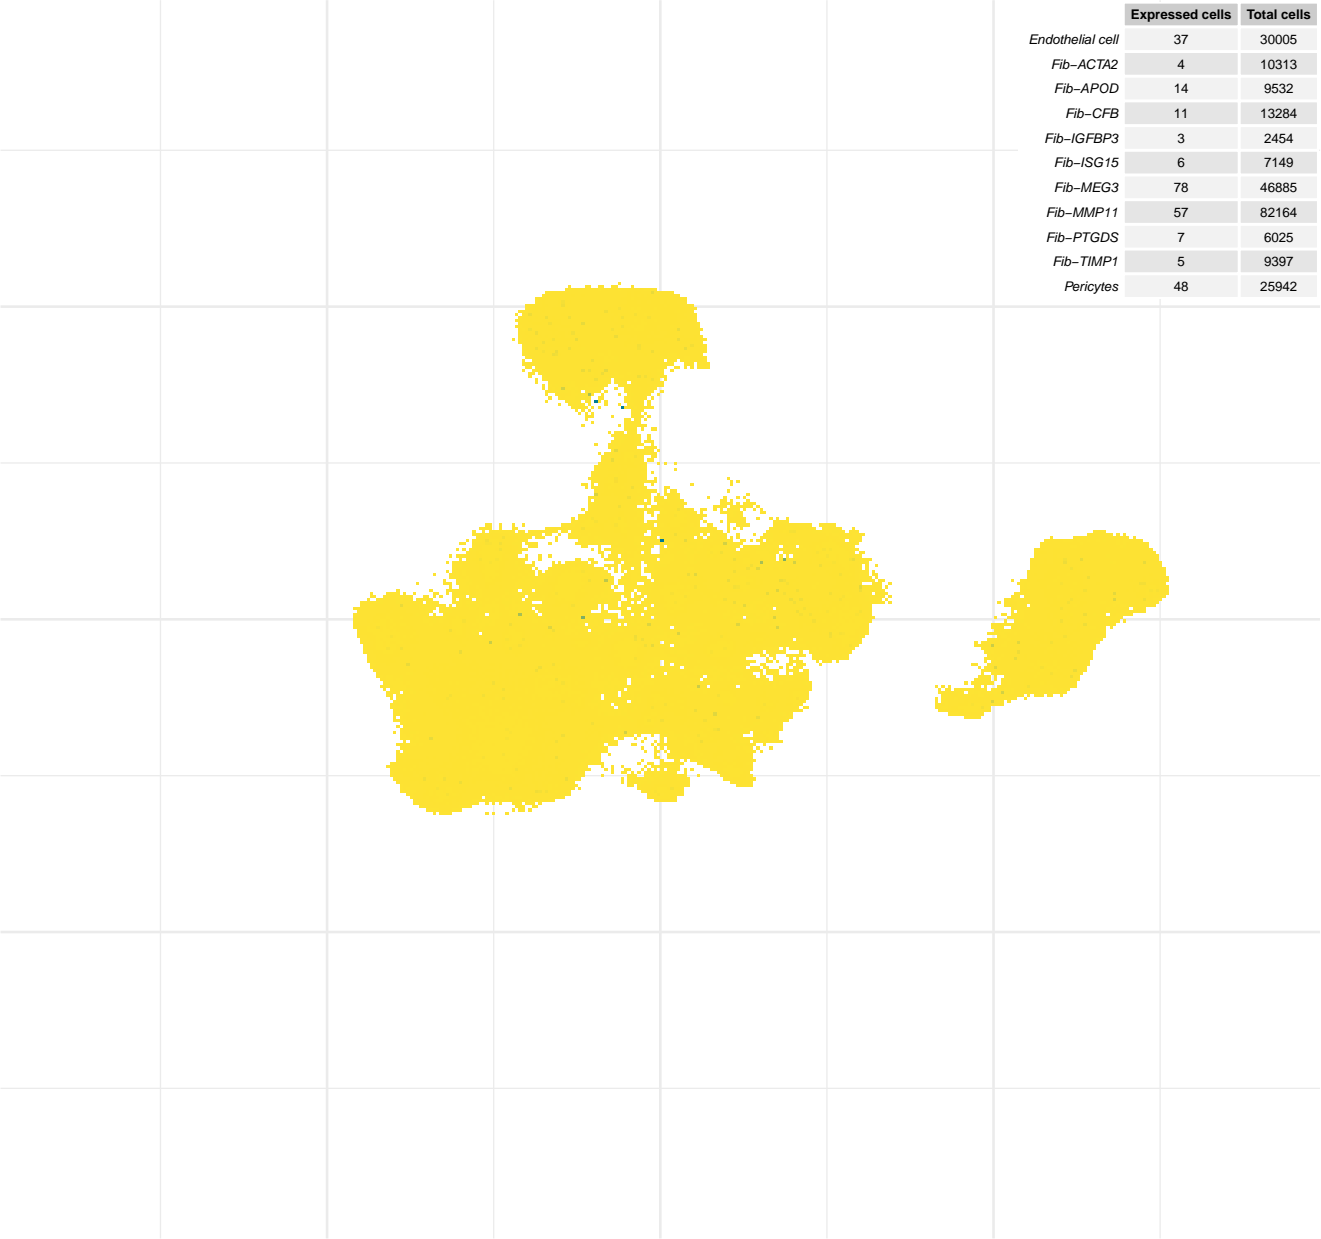 Expressed cells Total cells
Endothelial cell 37 30005
Fib−ACTA2 4 10313
Fib−APOD 14 9532
Fib−CFB 11 13284
Fib−IGFBP3 3 2454
Fib−ISG15 6 7149
Fib−MEG3 78 46885
Fib−MMP11 57 82164
Fib−PTGDS 7 6025
Fib−TIMP1 5 9397
Pericytes 48 25942